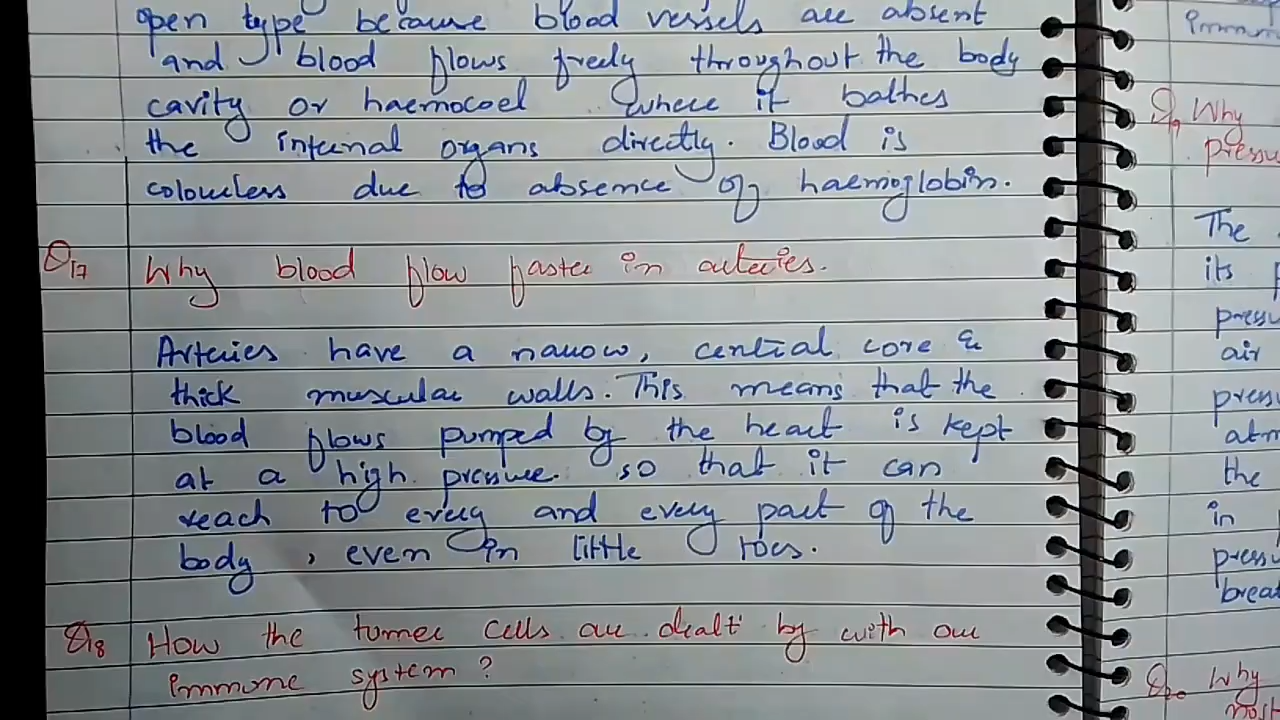 open type because blood vessels are absent
and blood flows freely throughout the body
cavity or haemocoel where it bathes
the internal organs directly. Blood is
colourless due to absence of haemoglobin.
Q17 Why blood flow faster in arteries.
Arteries have a narrow, central core &
thick muscular walls. This means that the
blood flows pumped by the heart is kept
at a high pressure. so that it can
reach to every and every part of the
body, even in little toes.
Q18 How the tumer cells are dealt by with our
immune system?
Why
The
its
air
the
in
Why